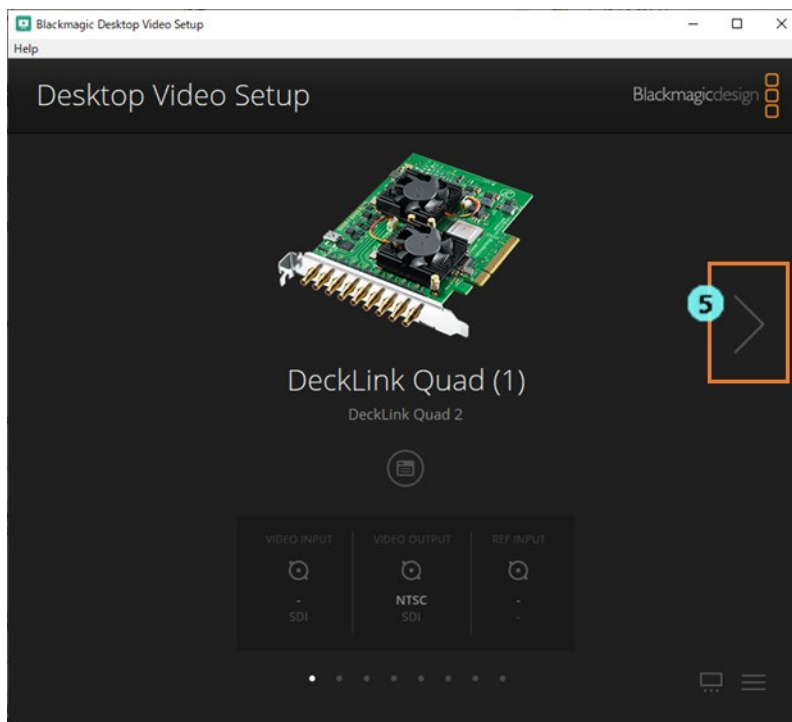 Blackmagic Desktop Video Setup
Help
Desktop Video Setup
Blackmagicdesign
5
DeckLink Quad (1)
DeckLink Quad 2
VIDEO INPUT VIDEO OUTPUT REF INPUT
- NTSC -
SDI SDI -